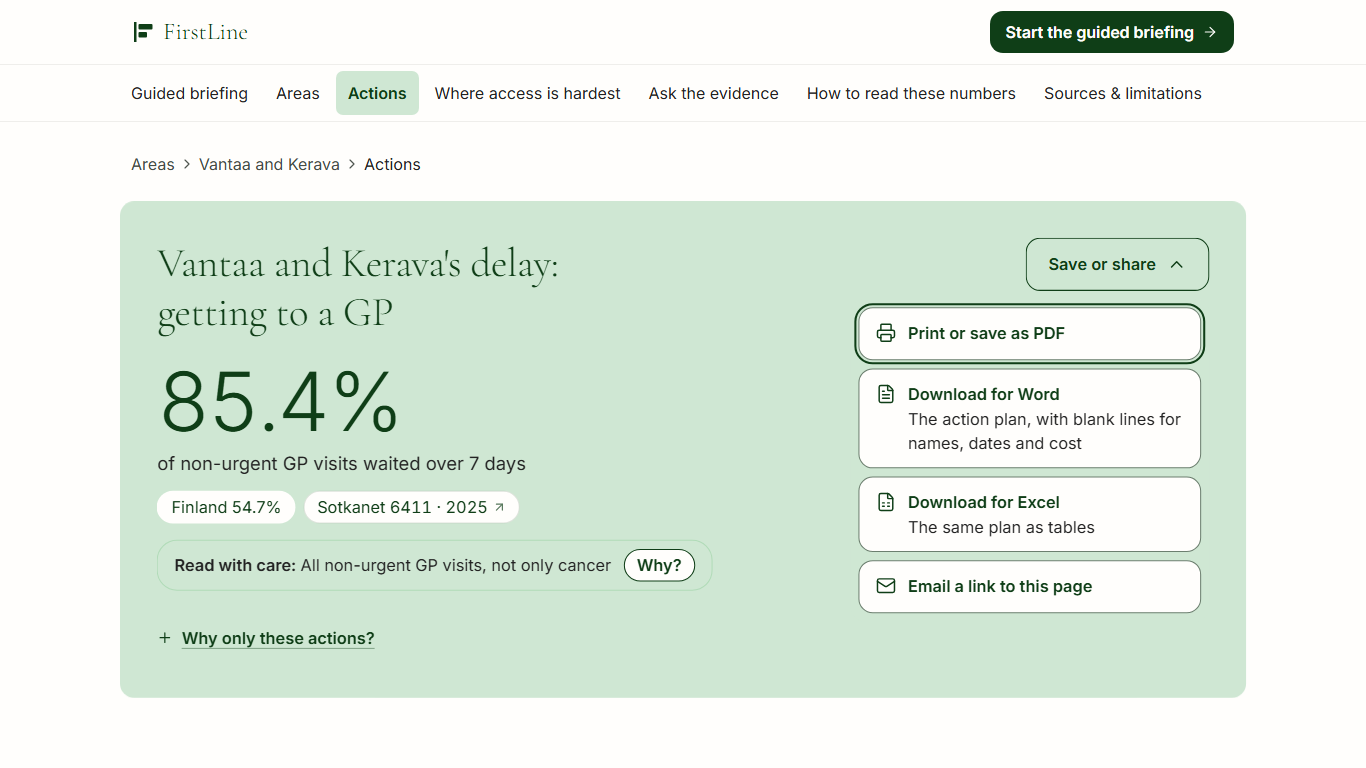 FirstLine
Start the guided briefing →
Guided briefing
Areas
Actions
Where access is hardest
Ask the evidence
How to read these numbers
Sources & limitations
Areas > Vantaa and Kerava > Actions
Vantaa and Kerava's delay:
getting to a GP
85.4%
of non-urgent GP visits waited over 7 days
Finland 54.7%
Sotkanet 6411 · 2025 ↗
Read with care: All non-urgent GP visits, not only cancer
Why?
+ Why only these actions?
Save or share
Print or save as PDF
Download for Word
The action plan, with blank lines for
names, dates and cost
Download for Excel
The same plan as tables
Email a link to this page